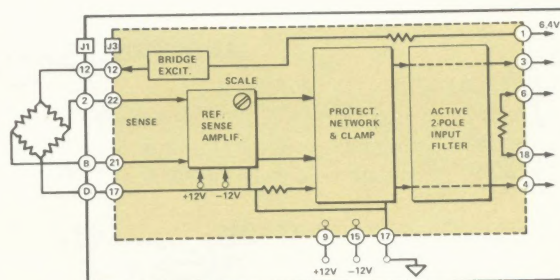 J1 J3
1 6.4V
12 12 BRIDGE EXCIT.
3
SCALE
2 22
6
SENSE
REF. SENSE AMPLIF.
PROTECT. NETWORK & CLAMP
ACTIVE 2-POLE INPUT FILTER
B 21
18
D 17
4
+12V -12V
9 15 17
+12V -12V